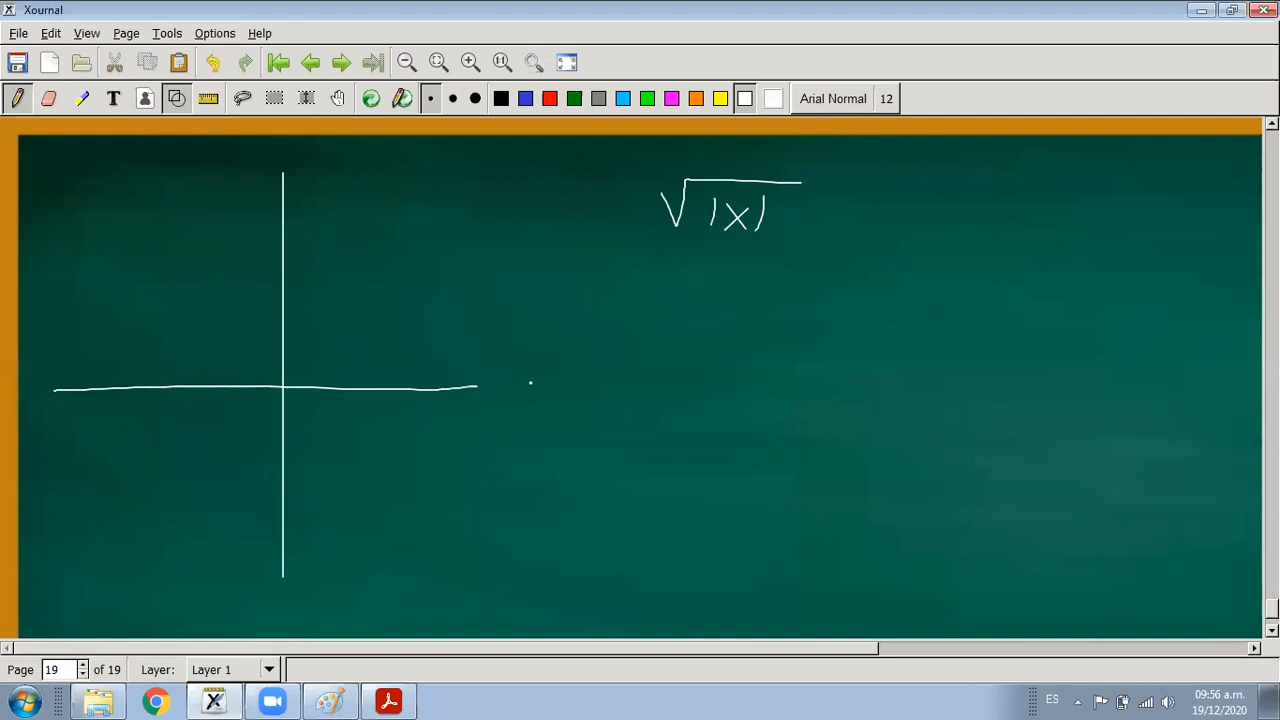 Xournal
File Edit View Page Tools Options Help
T Arial Normal 12
√|x|
Page 19 of 19 Layer: Layer 1
ES 09:56 a.m.
19/12/2020